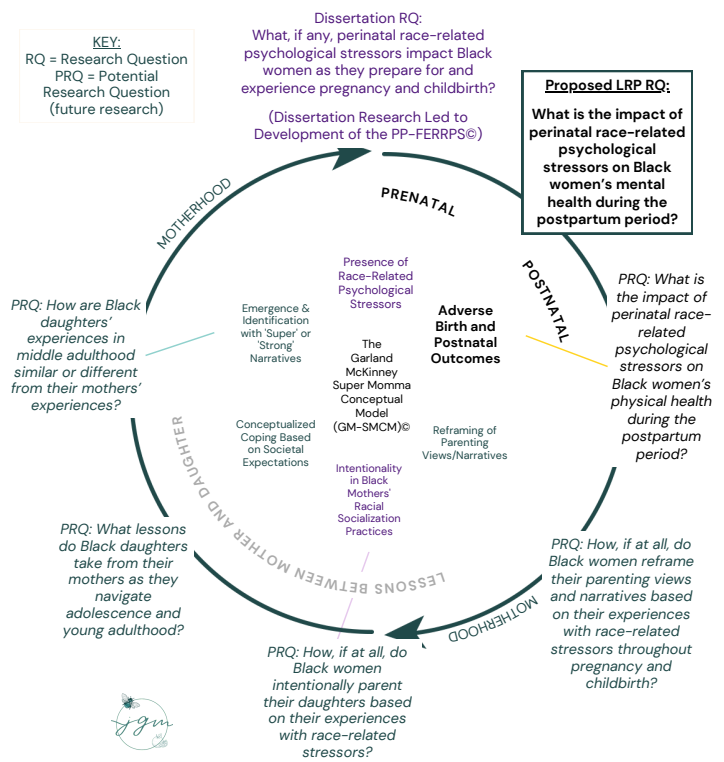 KEY:
RQ = Research Question
PRQ = Potential
Research Question
(future research)
Dissertation RQ:
What, if any, perinatal race-related
psychological stressors impact Black
women as they prepare for and
experience pregnancy and childbirth?
(Dissertation Research Led to
Development of the PP-FERRPS©)
Proposed LRP RQ:
What is the impact of
perinatal race-related
psychological
stressors on Black
women's mental
health during the
postpartum period?
MOTHERHOOD
PRENATAL
POSTNATAL
PRQ: What is
the impact of
perinatal race-
related
psychological
stressors on
Black women's
physical health
during the
postpartum
period?
Presence of
Race-Related
Psychological
Stressors
Adverse
Birth and
Postnatal
Outcomes
Emergence &
Identification
with 'Super' or
'Strong'
Narratives
The
Garland
McKinney
Super Momma
Conceptual
Model
(GM-SMCM)©
PRQ: How are Black
daughters'
experiences in
middle adulthood
similar or different
from their mothers'
experiences?
Conceptualized
Coping Based
on Societal
Expectations
Reframing of
Parenting
Views/Narratives
Intentionality
in Black
Mothers'
Racial
Socialization
Practices
LESSONS BETWEEN MOTHER AND DAUGHTER
PRQ: What lessons
do Black daughters
take from their
mothers as they
navigate
adolescence and
young adulthood?
MOTHERHOOD
PRQ: How, if at all, do
Black women reframe
their parenting views
and narratives based
on their experiences
with race-related
stressors throughout
pregnancy and
childbirth?
PRQ: How, if at all, do
Black women
intentionally parent
their daughters based
on their experiences
with race-related
stressors?
jgm